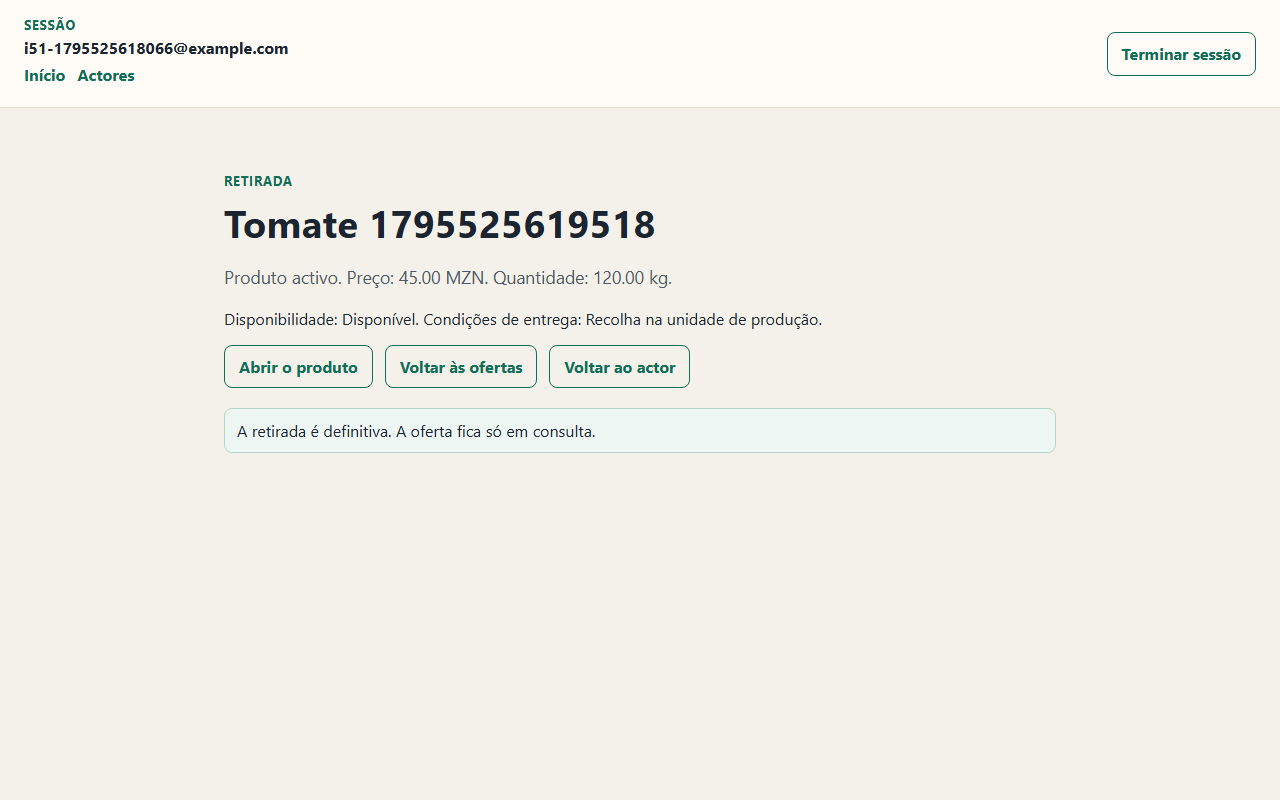 SESSÃO
i51-1795525618066@example.com
Início Actores
Terminar sessão
RETIRADA
Tomate 1795525619518
Produto activo. Preço: 45.00 MZN. Quantidade: 120.00 kg.
Disponibilidade: Disponível. Condições de entrega: Recolha na unidade de produção.
Abrir o produto Voltar às ofertas Voltar ao actor
A retirada é definitiva. A oferta fica só em consulta.